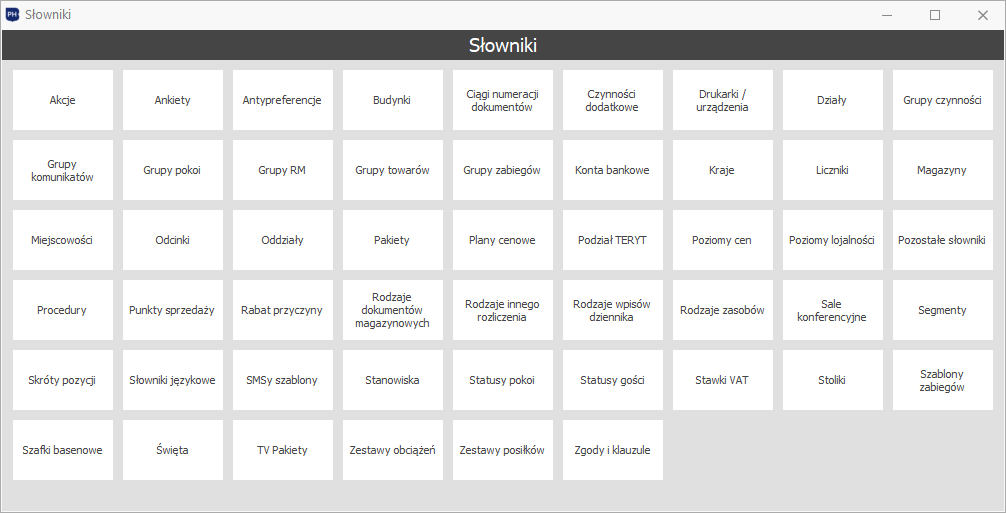 PH
Słowniki
Słowniki
Akcje
Ankiety
Antypreferencje
Budynki
Ciągi numeracji
dokumentów
Czynności
dodatkowe
Drukarki /
urządzenia
Działy
Grupy czynności
Grupy
komunikatów
Grupy pokoi
Grupy RM
Grupy towarów
Grupy zabiegów
Konta bankowe
Kraje
Liczniki
Magazyny
Miejscowości
Odcinki
Oddziały
Pakiety
Plany cenowe
Podział TERYT
Poziomy cen
Poziomy lojalności
Pozostałe słowniki
Procedury
Punkty sprzedaży
Rabat przyczyny
Rodzaje
dokumentów
magazynowych
Rodzaje innego
rozliczenia
Rodzaje wpisów
dziennika
Rodzaje zasobów
Sale
konferencyjne
Segmenty
Skróty pozycji
Słowniki językowe
SMSy szablony
Stanowiska
Statusy pokoi
Statusy gości
Stawki VAT
Stoliki
Szablony
zabiegów
Szafki basenowe
Święta
TV Pakiety
Zestawy obciążeń
Zestawy posiłków
Zgody i klauzule